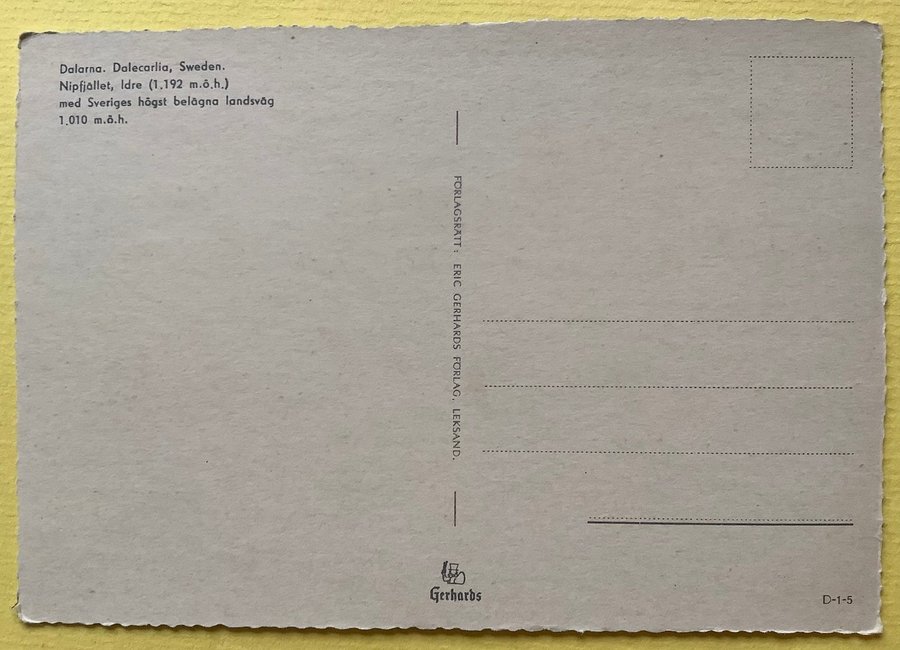 Dalarna. Dalecarlia, Sweden.
Nipfjället, Idre (1.192 m.ö.h.)
med Sveriges högst belägna landsväg
1.010 m.ö.h.
FÖRLAGSRÄTT: ERIC GERHARDS FÖRLAG, LEKSAND.
Gerhards
D-1-5